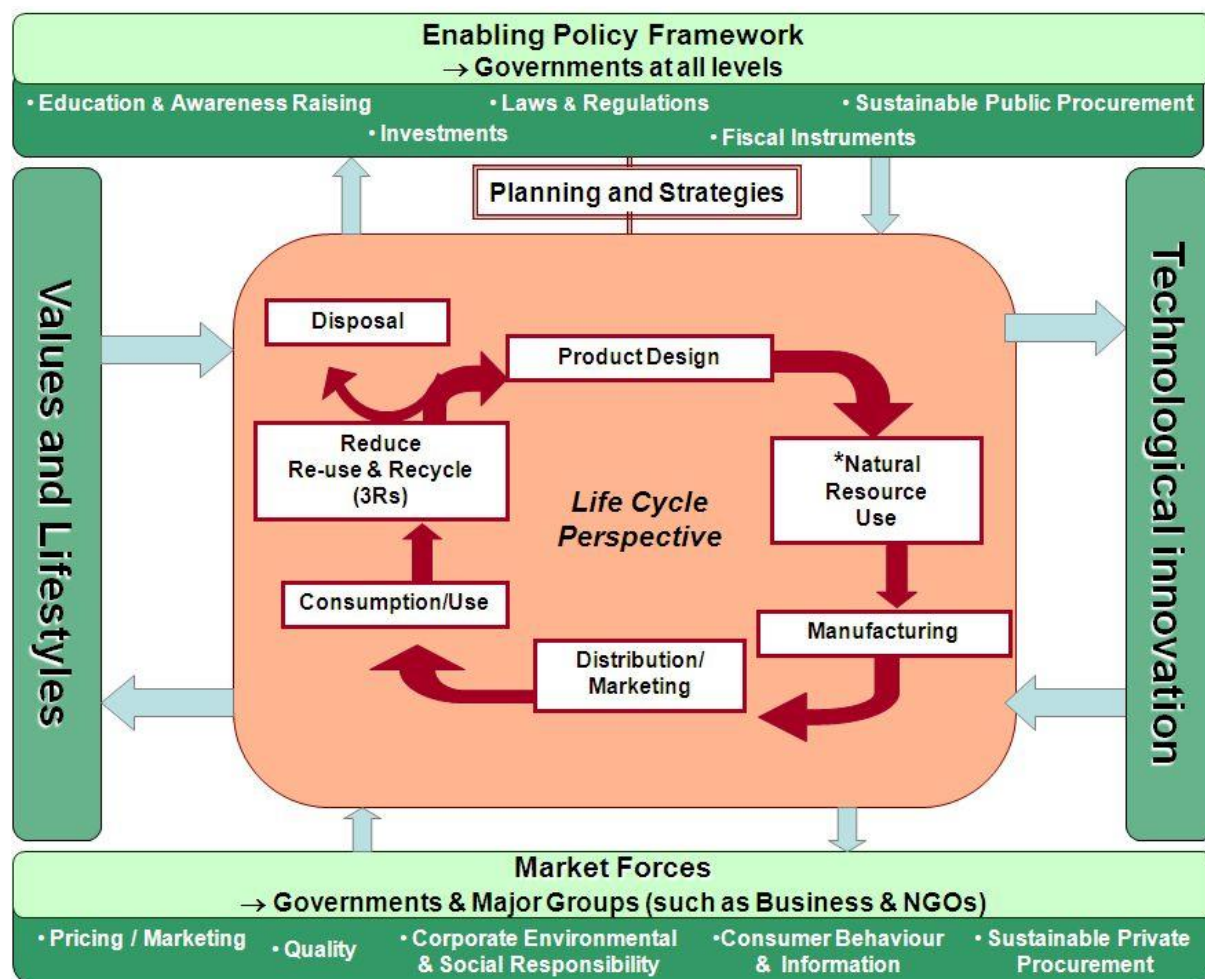 Enabling Policy Framework
→ Governments at all levels
• Education & Awareness Raising
• Laws & Regulations
• Sustainable Public Procurement
• Investments
• Fiscal Instruments
Planning and Strategies
Values and Lifestyles
Technological innovation
Disposal
Product Design
Reduce
Re-use & Recycle
(3Rs)
*Natural
Resource
Use
Life Cycle
Perspective
Consumption/Use
Manufacturing
Distribution/
Marketing
Market Forces
→ Governments & Major Groups (such as Business & NGOs)
• Pricing / Marketing
• Quality
• Corporate Environmental
& Social Responsibility
• Consumer Behaviour
& Information
• Sustainable Private
Procurement